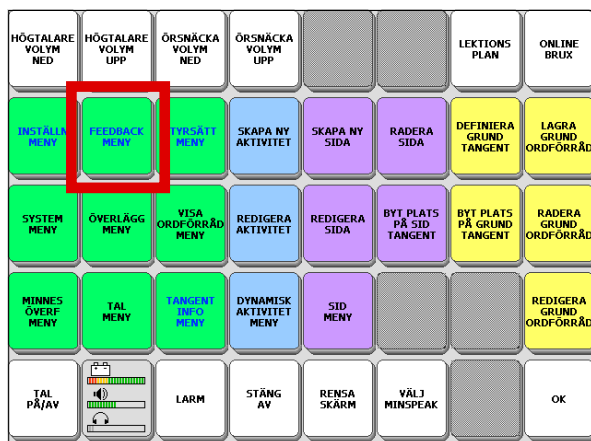 HÖGTALARE VOLYM NED
HÖGTALARE VOLYM UPP
ÖRSNÄCKA VOLYM NED
ÖRSNÄCKA VOLYM UPP
LEKTIONS PLAN
ONLINE BRUX
INSTÄLLN MENY
FEEDBACK MENY
TYRSÄTT MENY
SKAPA NY AKTIVITET
SKAPA NY SIDA
RADERA SIDA
DEFINIERA GRUND TANGENT
LAGRA GRUND ORDFÖRRÅD
SYSTEM MENY
ÖVERLÄGG MENY
VISA ORDFÖRRÅD MENY
REDIGERA AKTIVITET
REDIGERA SIDA
BYT PLATS PÅ SID TANGENT
BYT PLATS PÅ GRUND TANGENT
RADERA GRUND ORDFÖRRÅD
MINNES ÖVERF MENY
TAL MENY
TANGENT INFO MENY
DYNAMISK AKTIVITET MENY
SID MENY
REDIGERA GRUND ORDFÖRRÅD
TAL PÅ/AV
LARM
STÄNG AV
RENSA SKÄRM
VÄLJ MINSPEAK
OK